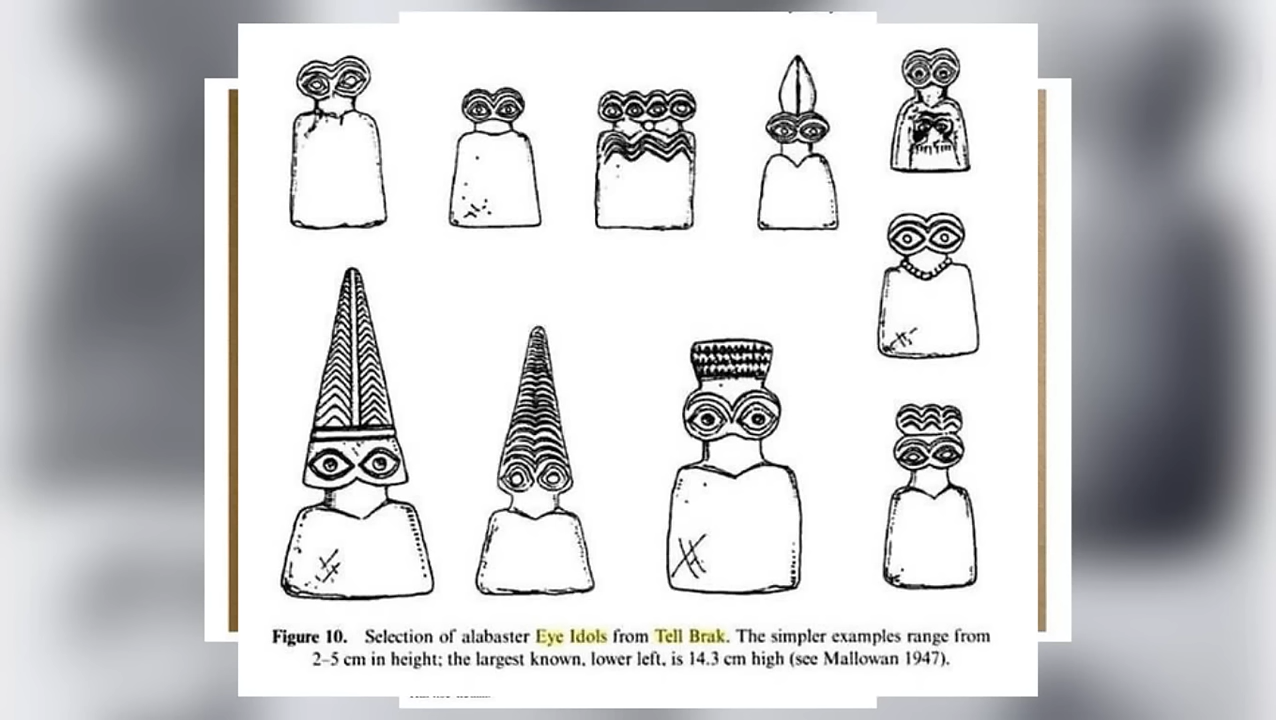 Figure 10. Selection of alabaster Eye Idols from Tell Brak. The simpler examples range from
2–5 cm in height; the largest known, lower left, is 14.3 cm high (see Mallowan 1947).